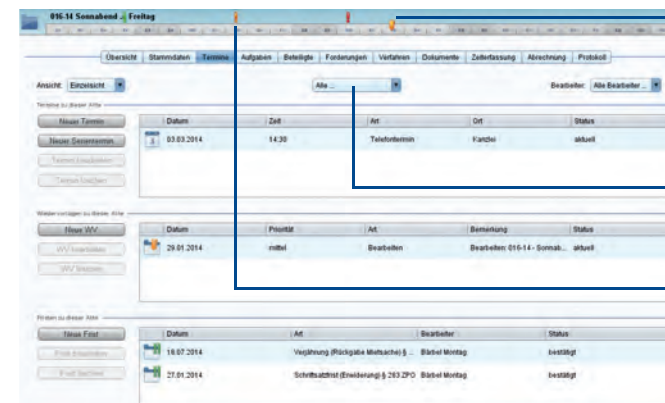 016-14 Sonnabend ./. Freitag
Übersicht Stammdaten Termine Aufgaben Beteiligte Forderungen Verfahren Dokumente Zeiterfassung Abrechnung Protokoll
Ansicht: Einzelsicht Alle ... Bearbeiter: Alle Bearbeiter ...
Termine zu dieser Akte
Neuer Termin Datum Zeit Art Ort Status
Neuer Serientermin 03.03.2014 14:30 Telefontermin Kanzlei aktuell
Termin bearbeiten
Termin löschen
Wiedervorlagen zu dieser Akte
Neue WV Datum Priorität Art Bemerkung Status
WV bearbeiten 29.01.2014 mittel Bearbeiten Bearbeiten: 016-14 - Sonnab... aktuell
WV löschen
Fristen zu dieser Akte
Neue Frist Datum Art Bearbeiter Status
Frist bearbeiten 18.07.2014 Verjährung (Rückgabe Mietsache) § ... Bärbel Montag bestätigt
Frist löschen 27.01.2014 Schriftsatzfrist (Erwiderung) § 283 ZPO Bärbel Montag bestätigt